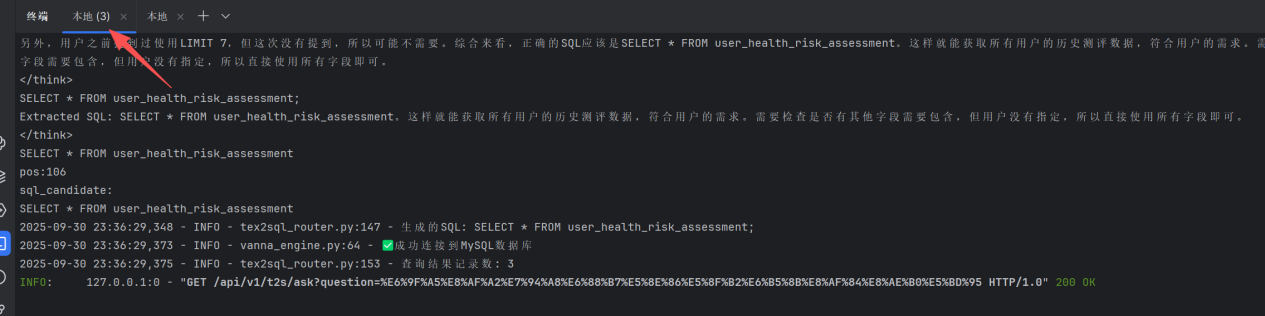 终端 本地 (3) × 本地 × +
另外，用户之前 到过使用LIMIT 7，但这次没有提到，所以可能不需要。综合来看，正确的SQL应该是SELECT * FROM user_health_risk_assessment。这样就能获取所有用户的历史测评数据，符合用户的需求。需
字段需要包含，但用户没有指定，所以直接使用所有字段即可。
</think>
SELECT * FROM user_health_risk_assessment;
Extracted SQL: SELECT * FROM user_health_risk_assessment。这样就能获取所有用户的历史测评数据，符合用户的需求。需要检查是否有其他字段需要包含，但用户没有指定，所以直接使用所有字段即可。
</think>
SELECT * FROM user_health_risk_assessment
pos:106
sql_candidate:
SELECT * FROM user_health_risk_assessment
2025-09-30 23:36:29,348 - INFO - tex2sql_router.py:147 - 生成的SQL: SELECT * FROM user_health_risk_assessment;
2025-09-30 23:36:29,373 - INFO - vanna_engine.py:64 - ✅成功连接到MySQL数据库
2025-09-30 23:36:29,375 - INFO - tex2sql_router.py:153 - 查询结果记录数: 3
INFO: 127.0.0.1:0 - "GET /api/v1/t2s/ask?question=%E6%9F%A5%E8%AF%A2%E7%94%A8%E6%88%B7%E5%8E%86%E5%8F%B2%E6%B5%8B%E8%AF%84%E8%AE%B0%E5%BD%95 HTTP/1.0" 200 OK